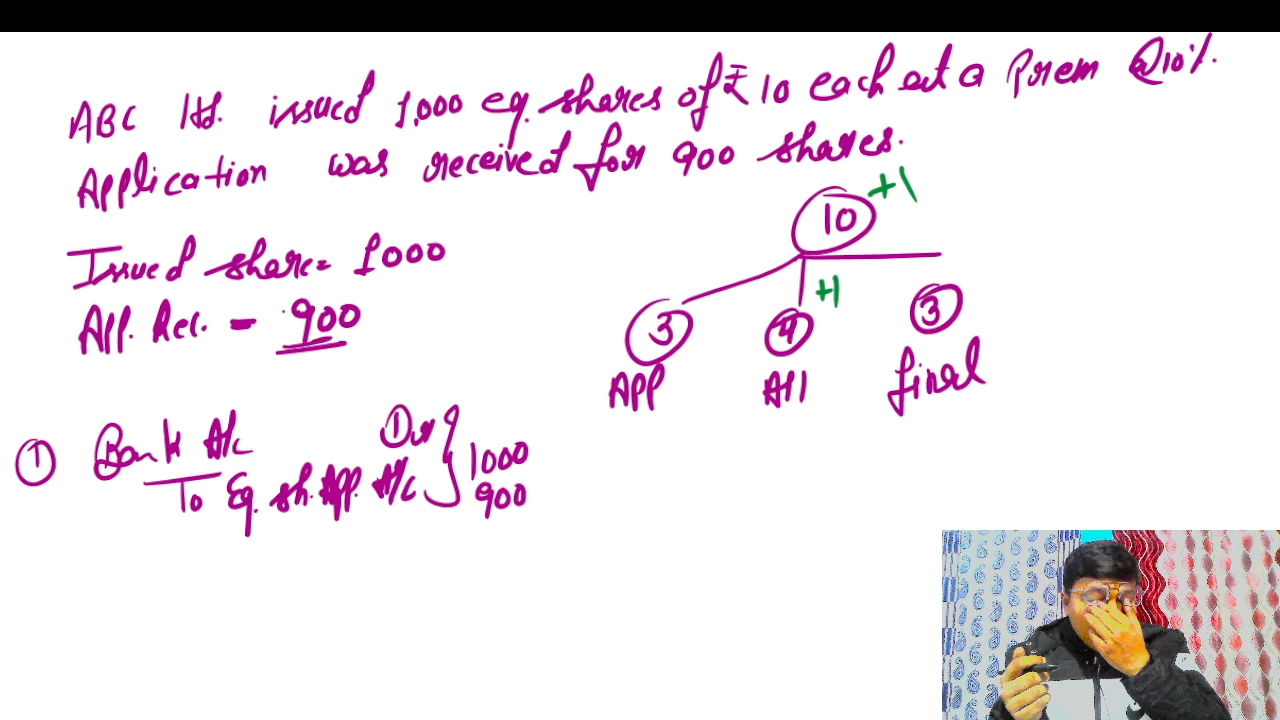 ABC ltd. issued 1,000 eq. shares of ₹10 each at a Prem @10%.
Application was received for 900 shares.
Issued share = 1000
App. Rec. - 900
10 +1
+1
3 4 3
App All final
① Bank A/c Dr
To Eq. sh. App. A/c
1000
900